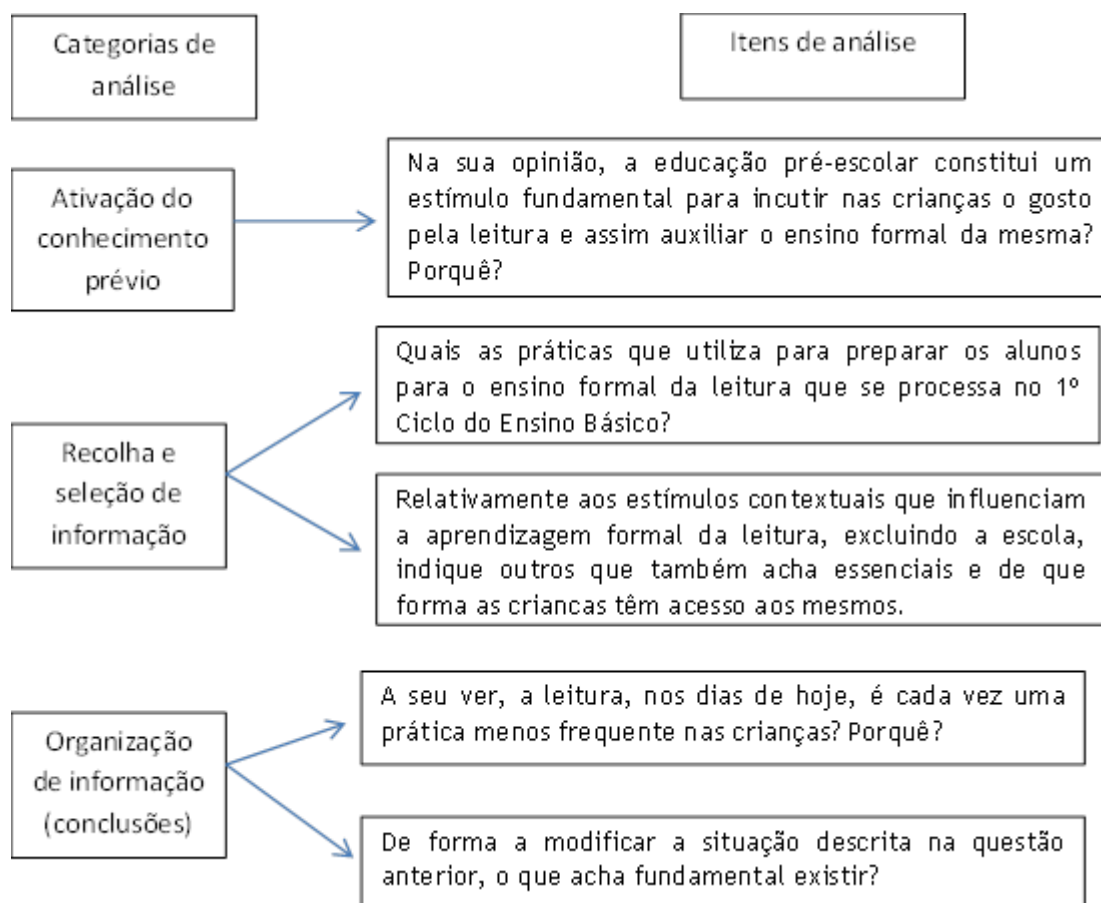 Categorias de
análise
Itens de análise
Ativação do
conhecimento
prévio
Na sua opinião, a educação pré-escolar constitui um
estímulo fundamental para incutir nas crianças o gosto
pela leitura e assim auxiliar o ensino formal da mesma?
Porquê?
Recolha e
seleção de
informação
Quais as práticas que utiliza para preparar os alunos
para o ensino formal da leitura que se processa no 1º
Ciclo do Ensino Básico?
Relativamente aos estímulos contextuais que influenciam
a aprendizagem formal da leitura, excluindo a escola,
indique outros que também acha essenciais e de que
forma as criancas têm acesso aos mesmos.
Organização
de informação
(conclusões)
A seu ver, a leitura, nos dias de hoje, é cada vez uma
prática menos frequente nas crianças? Porquê?
De forma a modificar a situação descrita na questão
anterior, o que acha fundamental existir?